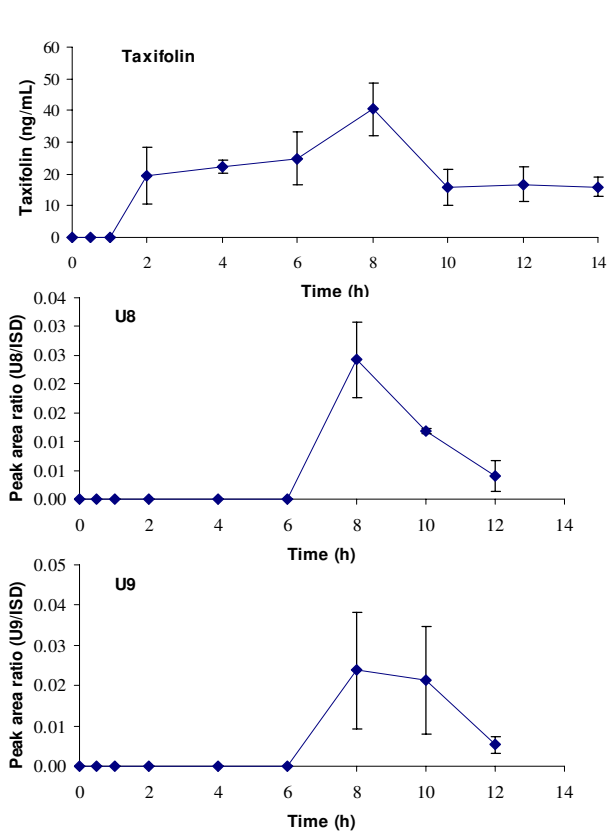 Taxifolin
Taxifolin (ng/mL)
60
50
40
30
20
10
0
0 2 4 6 8 10 12 14
Time (h)
U8
Peak area ratio (U8/ISD)
0.04
0.03
0.03
0.02
0.02
0.01
0.01
0.00
0 2 4 6 8 10 12 14
Time (h)
U9
Peak area ratio (U9/ISD)
0.05
0.04
0.03
0.02
0.01
0.00
0 2 4 6 8 10 12 14
Time (h)